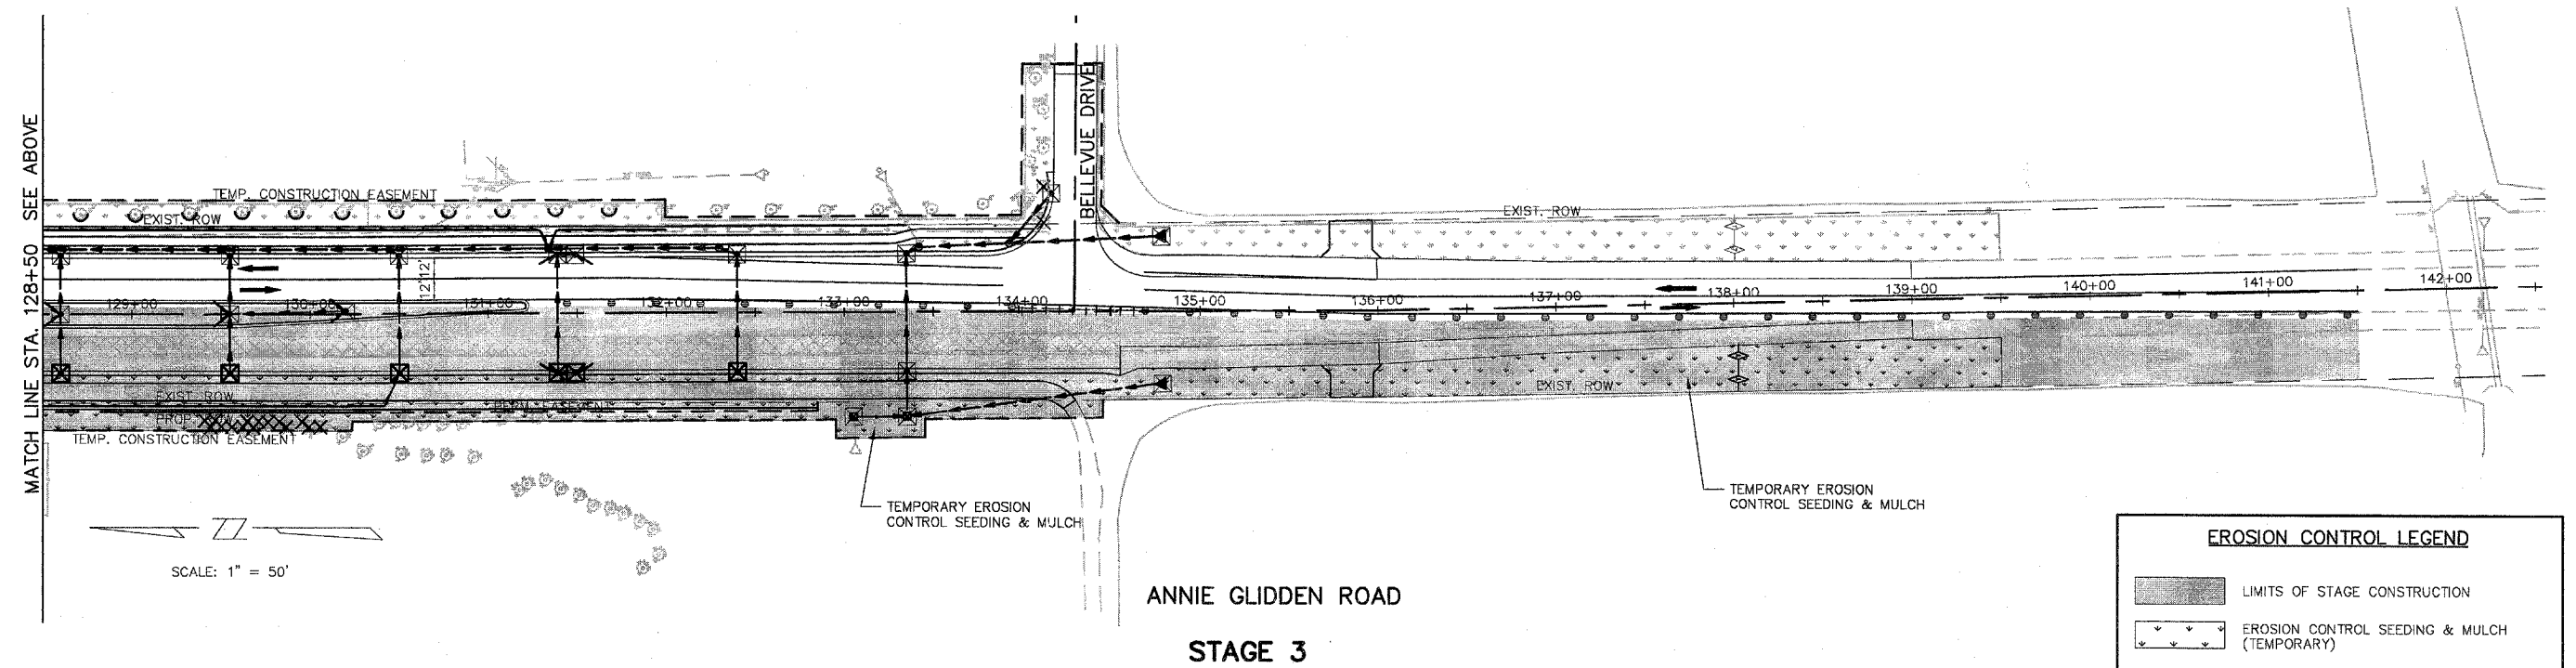 MATCH LINE STA. 128+50 SEE ABOVE
TEMP. CONSTRUCTION EASEMENT
EXIST. ROW
BELLEVUE DRIVE
EXIST. ROW
12' 12'
129+00
130+00
131+00
132+00
133+00
134+00
135+00
136+00
137+00
138+00
139+00
140+00
141+00
142+00
EXIST. ROW
EXIST. ROW
EASEMENT
TEMP. CONSTRUCTION EASEMENT
TEMPORARY EROSION
CONTROL SEEDING & MULCH
TEMPORARY EROSION
CONTROL SEEDING & MULCH
SCALE: 1" = 50'
ANNIE GLIDDEN ROAD
STAGE 3
EROSION CONTROL LEGEND
LIMITS OF STAGE CONSTRUCTION
EROSION CONTROL SEEDING & MULCH
(TEMPORARY)